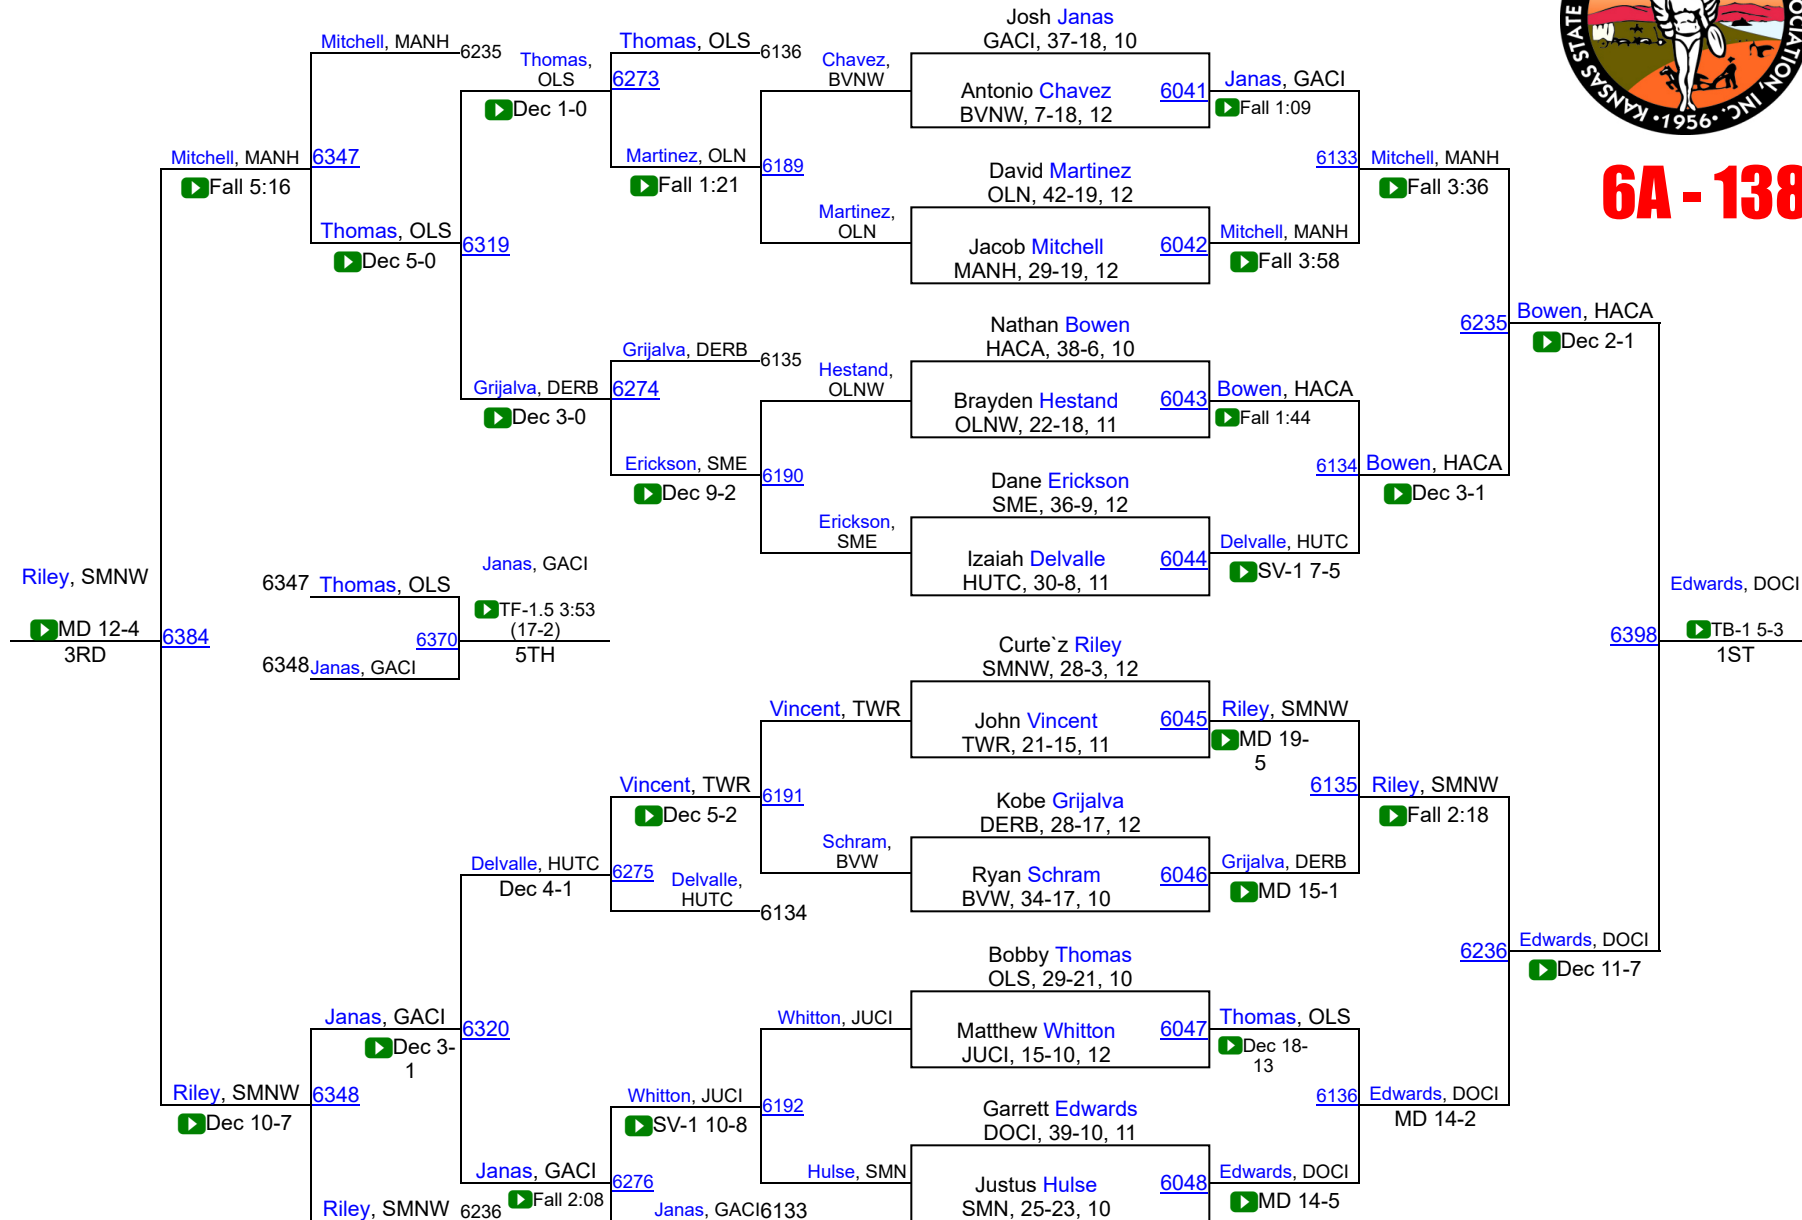 KANSAS STATE
OCIATION, INC.
•1956•
6A - 138
Josh Janas
GACI, 37-18, 10
Antonio Chavez
BVNW, 7-18, 12
6041
David Martinez
OLN, 42-19, 12
Jacob Mitchell
MANH, 29-19, 12
6042
Nathan Bowen
HACA, 38-6, 10
Brayden Hestand
OLNW, 22-18, 11
6043
Dane Erickson
SME, 36-9, 12
Izaiah Delvalle
HUTC, 30-8, 11
6044
Curte`z Riley
SMNW, 28-3, 12
John Vincent
TWR, 21-15, 11
6045
Kobe Grijalva
DERB, 28-17, 12
Ryan Schram
BVW, 34-17, 10
6046
Bobby Thomas
OLS, 29-21, 10
Matthew Whitton
JUCI, 15-10, 12
6047
Garrett Edwards
DOCI, 39-10, 11
Justus Hulse
SMN, 25-23, 10
6048
Janas, GACI
Fall 1:09
Mitchell, MANH
Fall 3:58
Bowen, HACA
Fall 1:44
Delvalle, HUTC
SV-1 7-5
Riley, SMNW
MD 19-
5
Grijalva, DERB
MD 15-1
Thomas, OLS
Dec 18-
13
Edwards, DOCI
MD 14-5
6133
Mitchell, MANH
Fall 3:36
6134
Bowen, HACA
Dec 3-1
6135
Riley, SMNW
Fall 2:18
6136
Edwards, DOCI
MD 14-2
6235
Bowen, HACA
Dec 2-1
6236
Edwards, DOCI
Dec 11-7
6398
Edwards, DOCI
TB-1 5-3
1ST
Chavez,
BVNW
6189
Martinez,
OLN
Hestand,
OLNW
6190
Erickson,
SME
Vincent, TWR
6191
Schram,
BVW
Whitton, JUCI
6192
Hulse, SMN
Thomas, OLS
6136
6273
Martinez, OLN
Fall 1:21
Grijalva, DERB
6135
6274
Erickson, SME
Dec 9-2
Vincent, TWR
Dec 5-2
6275
Delvalle,
HUTC
6134
Whitton, JUCI
SV-1 10-8
6276
Janas, GACI
6133
Thomas,
OLS
Dec 1-0
6319
Grijalva, DERB
Dec 3-0
Delvalle, HUTC
Dec 4-1
6320
Janas, GACI
Fall 2:08
Mitchell, MANH
6235
6347
Thomas, OLS
Dec 5-0
Janas, GACI
Dec 3-
1
6348
Riley, SMNW
6236
Mitchell, MANH
Fall 5:16
6384
Riley, SMNW
Dec 10-7
Riley, SMNW
MD 12-4
3RD
6347
Thomas, OLS
6348
Janas, GACI
6370
Janas, GACI
TF-1.5 3:53
(17-2)
5TH